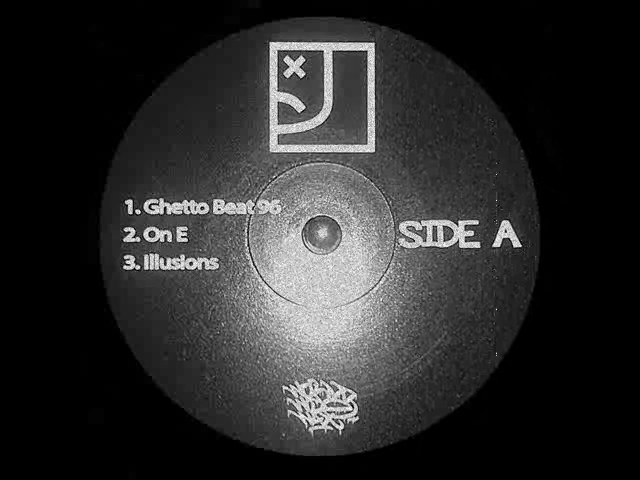 1. Ghetto Beat 96
2. On E
3. Illusions
SIDE A